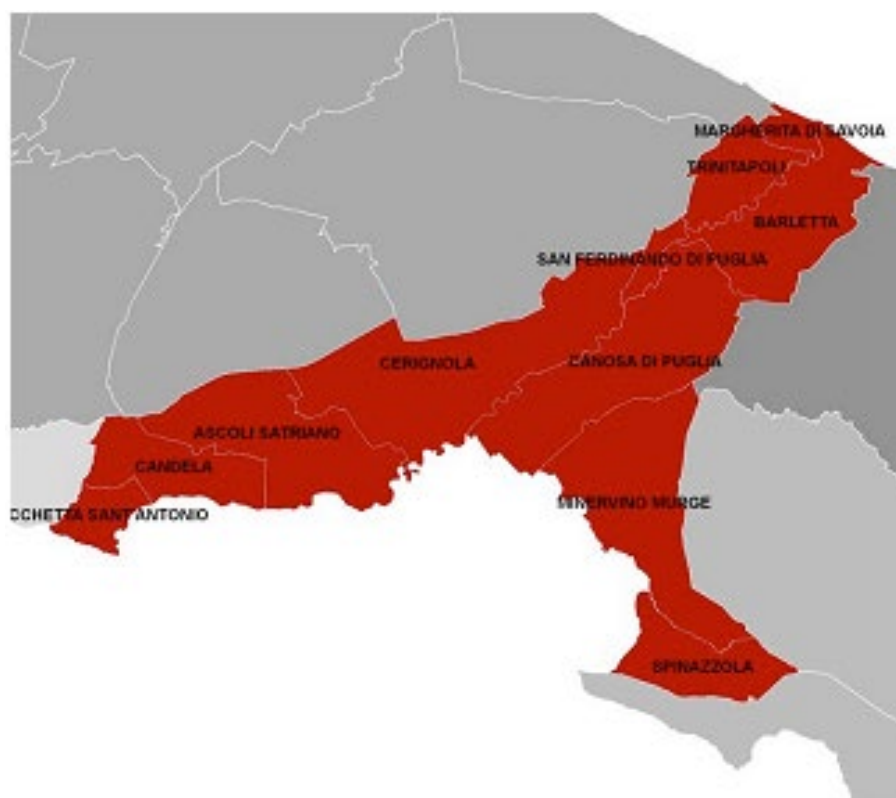 MARGHERITA DI SAVOIA
TRINITAPOLI
BARLETTA
SAN FERDINANDO DI PUGLIA
CERIGNOLA
CANOSA DI PUGLIA
ASCOLI SATRIANO
CANDELA
MINERVINO MURGE
CCHETTA SANT'ANTONIO
SPINAZZOLA